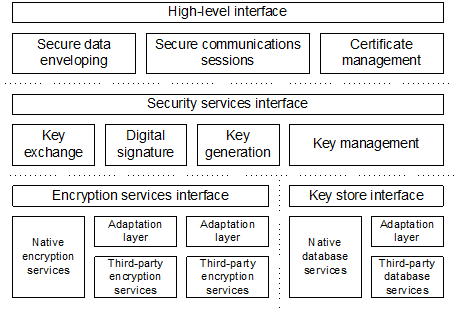 High-level interface
Secure data
enveloping
Secure communications
sessions
Certificate
management
Security services interface
Key
exchange
Digital
signature
Key
generation
Key management
Encryption services interface
Key store interface
Native
encryption
services
Adaptation
layer
Adaptation
layer
Third-party
encryption
services
Third-party
encryption
services
Native
database
services
Adaptation
layer
Third-party
database
services